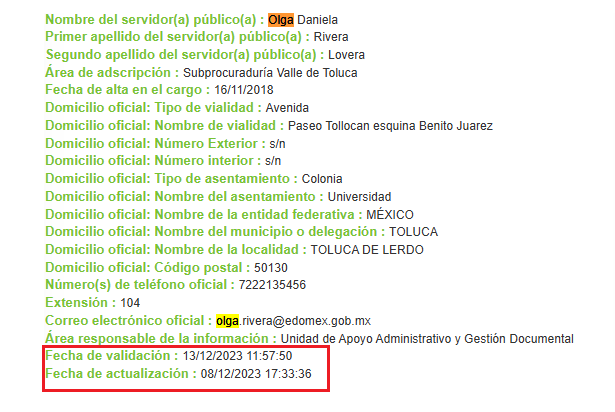 Nombre del servidor(a) público(a) : Olga Daniela
Primer apellido del servidor(a) público(a) : Rivera
Segundo apellido del servidor(a) público(a) : Lovera
Área de adscripción : Subprocuraduría Valle de Toluca
Fecha de alta en el cargo : 16/11/2018
Domicilio oficial: Tipo de vialidad : Avenida
Domicilio oficial: Nombre de vialidad : Paseo Tollocan esquina Benito Juarez
Domicilio oficial: Número Exterior : s/n
Domicilio oficial: Número interior : s/n
Domicilio oficial: Tipo de asentamiento : Colonia
Domicilio oficial: Nombre del asentamiento : Universidad
Domicilio oficial: Nombre de la entidad federativa : MÉXICO
Domicilio oficial: Nombre del municipio o delegación : TOLUCA
Domicilio oficial: Nombre de la localidad : TOLUCA DE LERDO
Domicilio oficial: Código postal : 50130
Número(s) de teléfono oficial : 7222135456
Extensión : 104
Correo electrónico oficial : olga.rivera@edomex.gob.mx
Área responsable de la información : Unidad de Apoyo Administrativo y Gestión Documental
Fecha de validación : 13/12/2023 11:57:50
Fecha de actualización : 08/12/2023 17:33:36